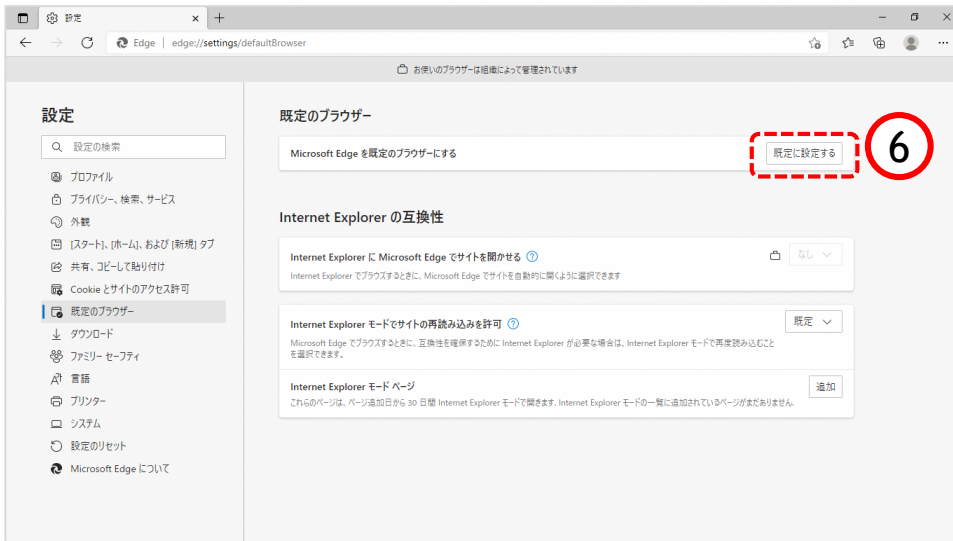 設定
Edge | edge://settings/defaultBrowser
お使いのブラウザーは組織によって管理されています
設定
設定の検索
プロファイル
プライバシー、検索、サービス
外観
[スタート]、[ホーム]、および [新規] タブ
共有、コピーして貼り付け
Cookie とサイトのアクセス許可
既定のブラウザー
ダウンロード
ファミリー セーフティ
言語
プリンター
システム
設定のリセット
Microsoft Edge について
既定のブラウザー
Microsoft Edge を既定のブラウザーにする
既定に設定する
6
Internet Explorer の互換性
Internet Explorer に Microsoft Edge でサイトを開かせる
なし
Internet Explorer でブラウズするときに、Microsoft Edge でサイトを自動的に開くように選択できます
Internet Explorer モードでサイトの再読み込みを許可
既定
Microsoft Edge でブラウズするときに、互換性を確保するために Internet Explorer が必要な場合は、Internet Explorer モードで再度読み込むこと
を選択できます。
Internet Explorer モード ページ
追加
これらのページは、ページ追加日から 30 日間 Internet Explorer モードで開きます. Internet Explorer モードの一覧に追加されているページがまだありません.